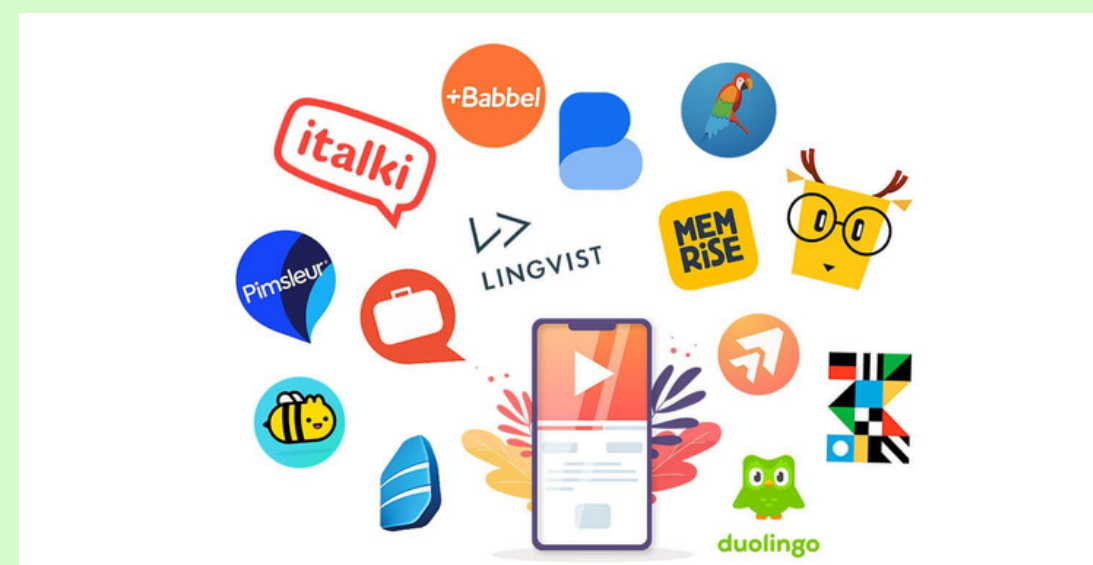 +Babbel
italki
MEM
RiSE
LINGVIST
Pimsleur
duolingo